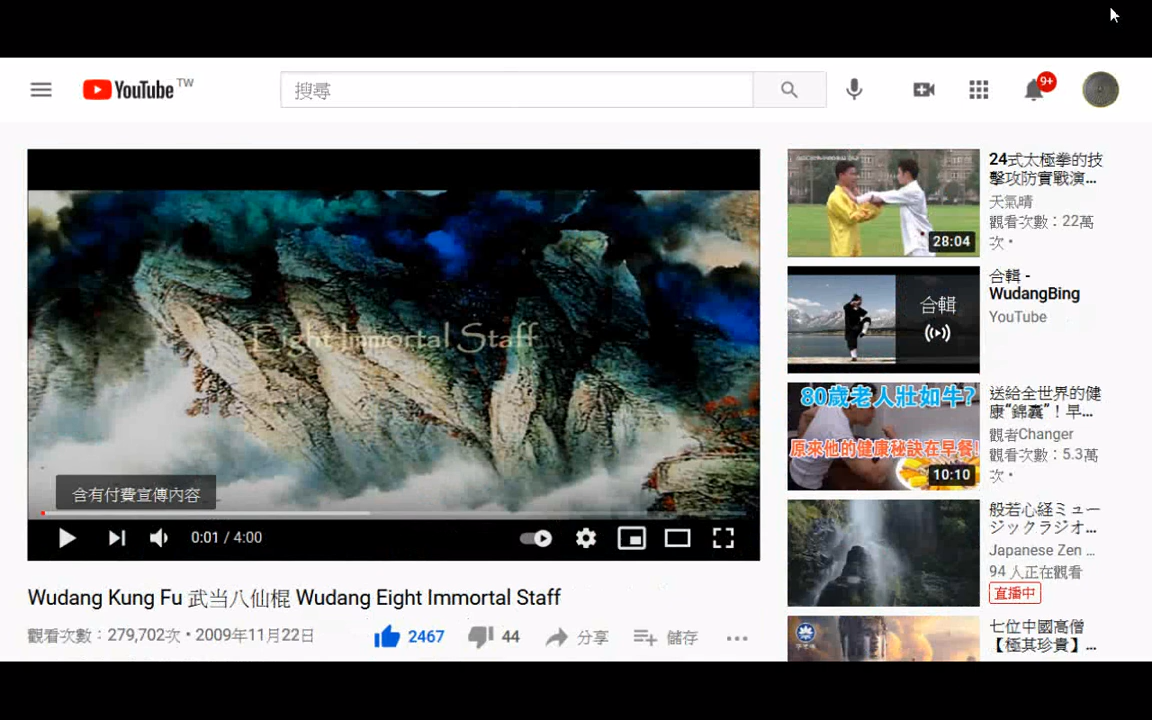 YouTube TW
搜尋
9+
Eight Immortal Staff
含有付費宣傳內容
0:01 / 4:00
Wudang Kung Fu 武当八仙棍 Wudang Eight Immortal Staff
觀看次數：279,702次 • 2009年11月22日
2467
44
分享
儲存
28:04
24式太極拳的技
擊攻防實戰演...
天氣晴
觀看次數：22萬
次 •
合輯
合輯 -
WudangBing
YouTube
80歲老人壯如牛?
原來他的健康秘訣在早餐!
10:10
送給全世界的健
康“錦囊”！早...
觀者Changer
觀看次數：5.3萬
次 •
般若心経ミュー
ジックラジオ...
Japanese Zen ...
94 人正在觀看
直播中
七位中國高僧
【極其珍貴】...